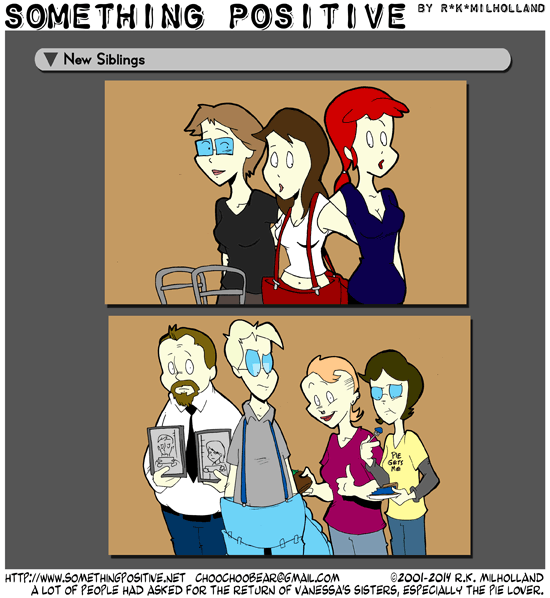 SOMETHING POSITIVE BY R*K*MILHOLLAND
New Siblings
PIE
GETS
ME
HTTP://WWW.SOMETHINGPOSITIVE.NET CHOOCHOOBEAR@GMAIL.COM ©2001-2014 R.K. MILHOLLAND
A LOT OF PEOPLE HAD ASKED FOR THE RETURN OF VANESSA'S SISTERS, ESPECIALLY THE PIE LOVER.